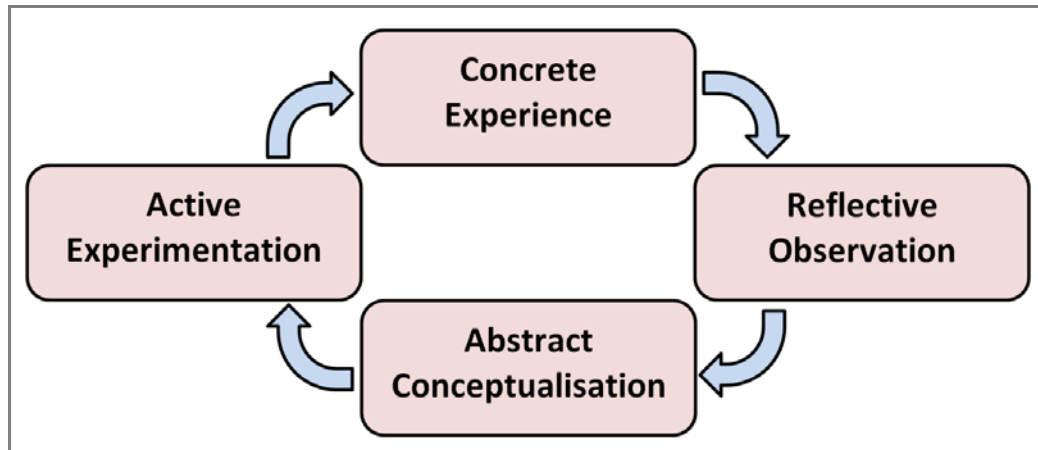 Concrete
Experience
Active
Experimentation
Reflective
Observation
Abstract
Conceptualisation